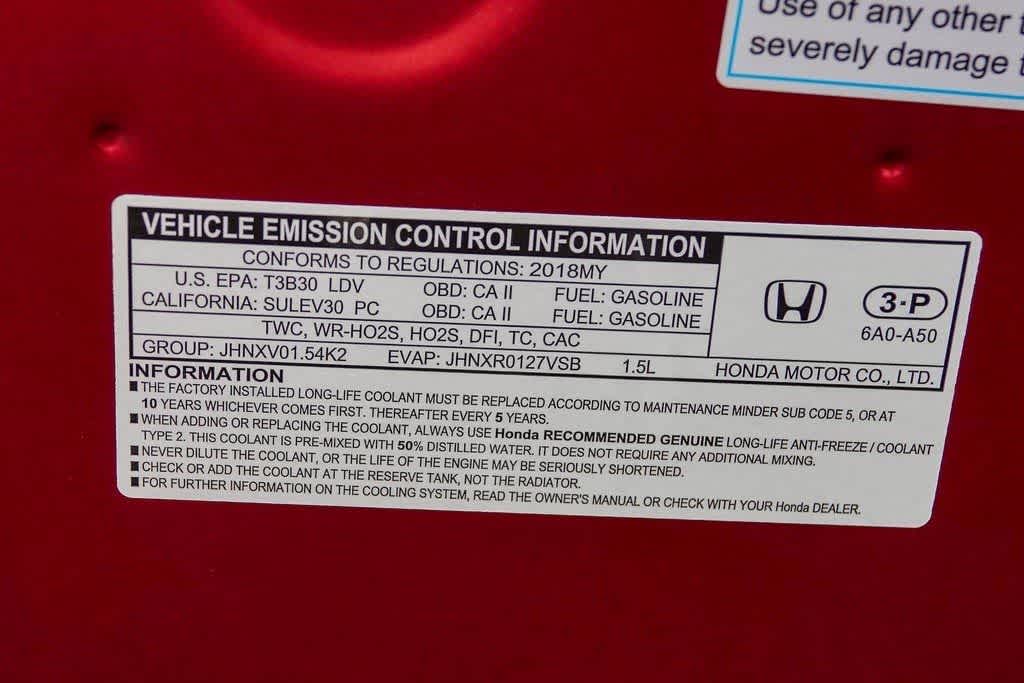 Use of any other
severely damage
VEHICLE EMISSION CONTROL INFORMATION
CONFORMS TO REGULATIONS: 2018MY
U.S. EPA: T3B30 LDV OBD: CA II FUEL: GASOLINE
CALIFORNIA: SULEV30 PC OBD: CA II FUEL: GASOLINE
TWC, WR-HO2S, HO2S, DFI, TC, CAC
GROUP: JHNXV01.54K2 EVAP: JHNXR0127VSB 1.5L
3·P
6A0-A50
HONDA MOTOR CO., LTD.
INFORMATION
■ THE FACTORY INSTALLED LONG-LIFE COOLANT MUST BE REPLACED ACCORDING TO MAINTENANCE MINDER SUB CODE 5, OR AT
10 YEARS WHICHEVER COMES FIRST. THEREAFTER EVERY 5 YEARS.
■ WHEN ADDING OR REPLACING THE COOLANT, ALWAYS USE Honda RECOMMENDED GENUINE LONG-LIFE ANTI-FREEZE / COOLANT
TYPE 2. THIS COOLANT IS PRE-MIXED WITH 50% DISTILLED WATER. IT DOES NOT REQUIRE ANY ADDITIONAL MIXING.
■ NEVER DILUTE THE COOLANT, OR THE LIFE OF THE ENGINE MAY BE SERIOUSLY SHORTENED.
■ CHECK OR ADD THE COOLANT AT THE RESERVE TANK, NOT THE RADIATOR.
■ FOR FURTHER INFORMATION ON THE COOLING SYSTEM, READ THE OWNER'S MANUAL OR CHECK WITH YOUR Honda DEALER.